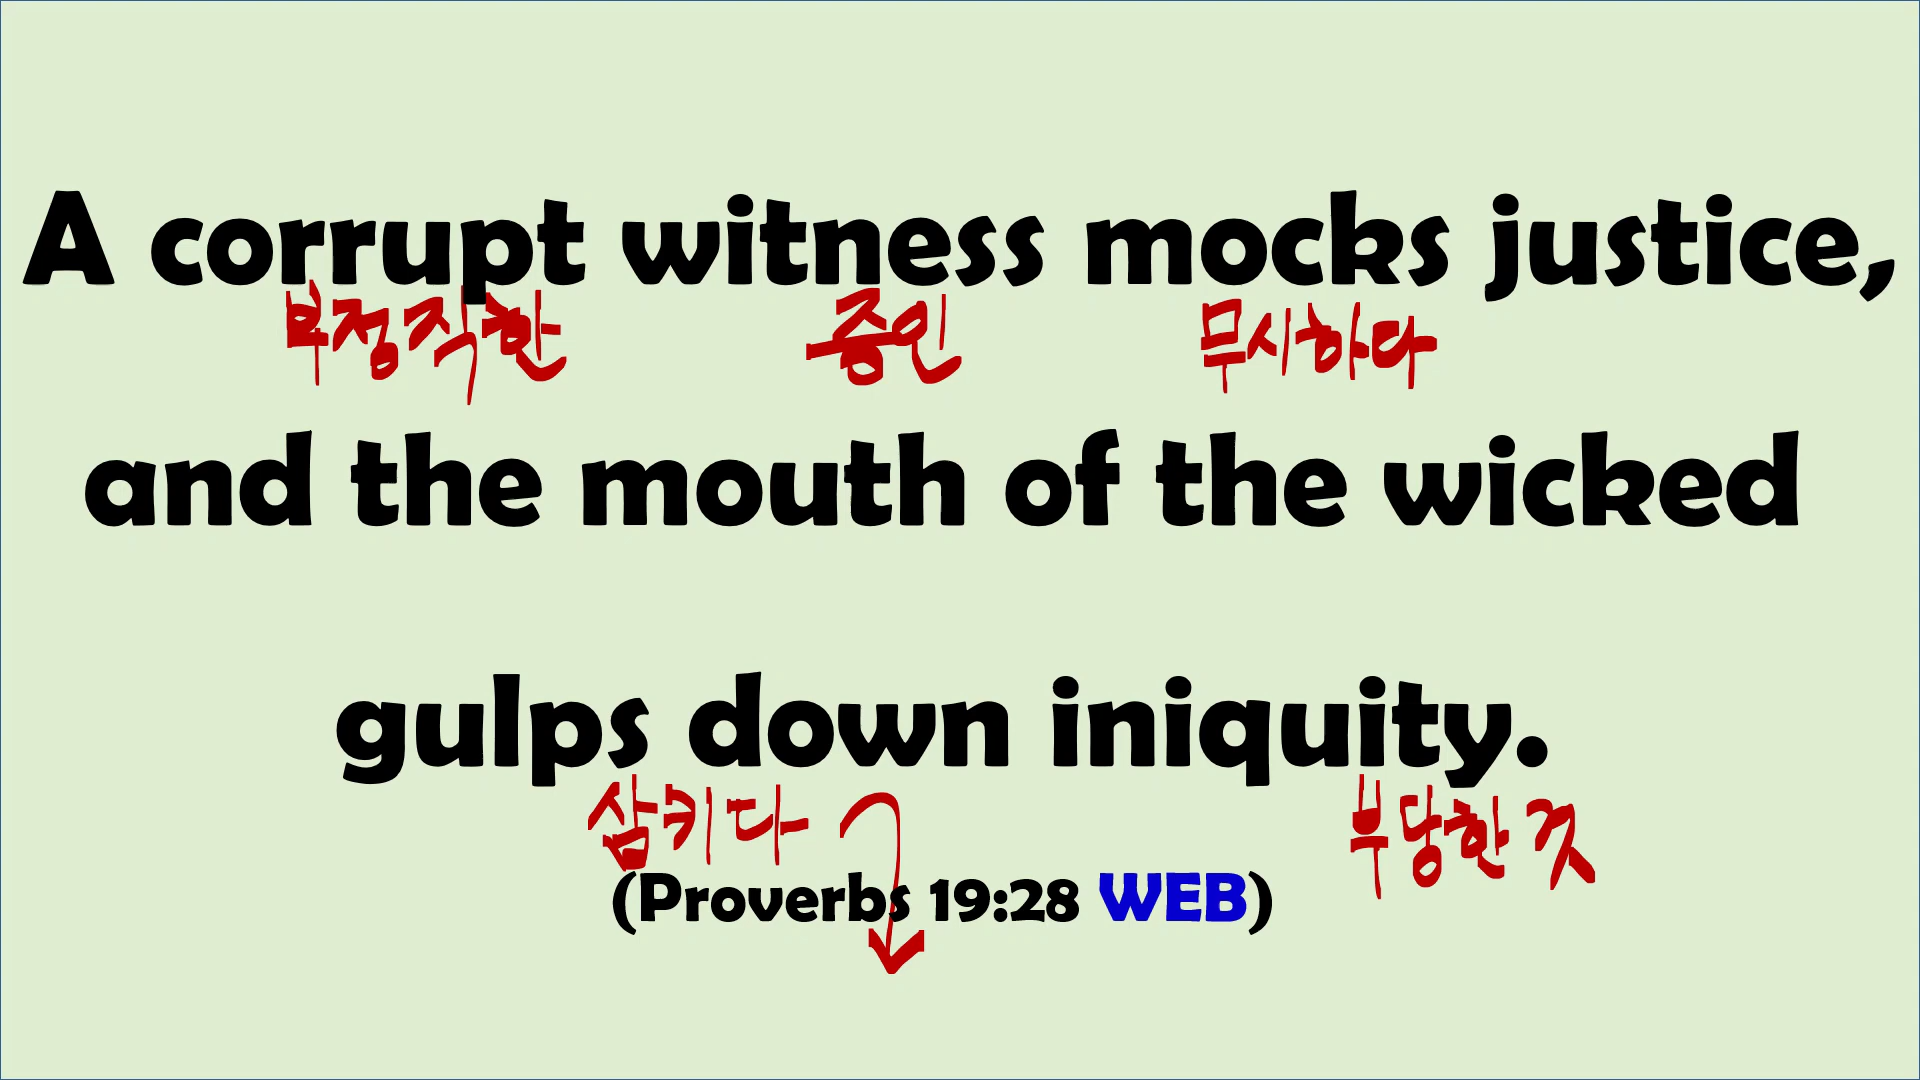 A corrupt witness mocks justice,
부정직한 증인 무시하다
and the mouth of the wicked
gulps down iniquity.
삼키다 부당한 것
(Proverbs 19:28 WEB)